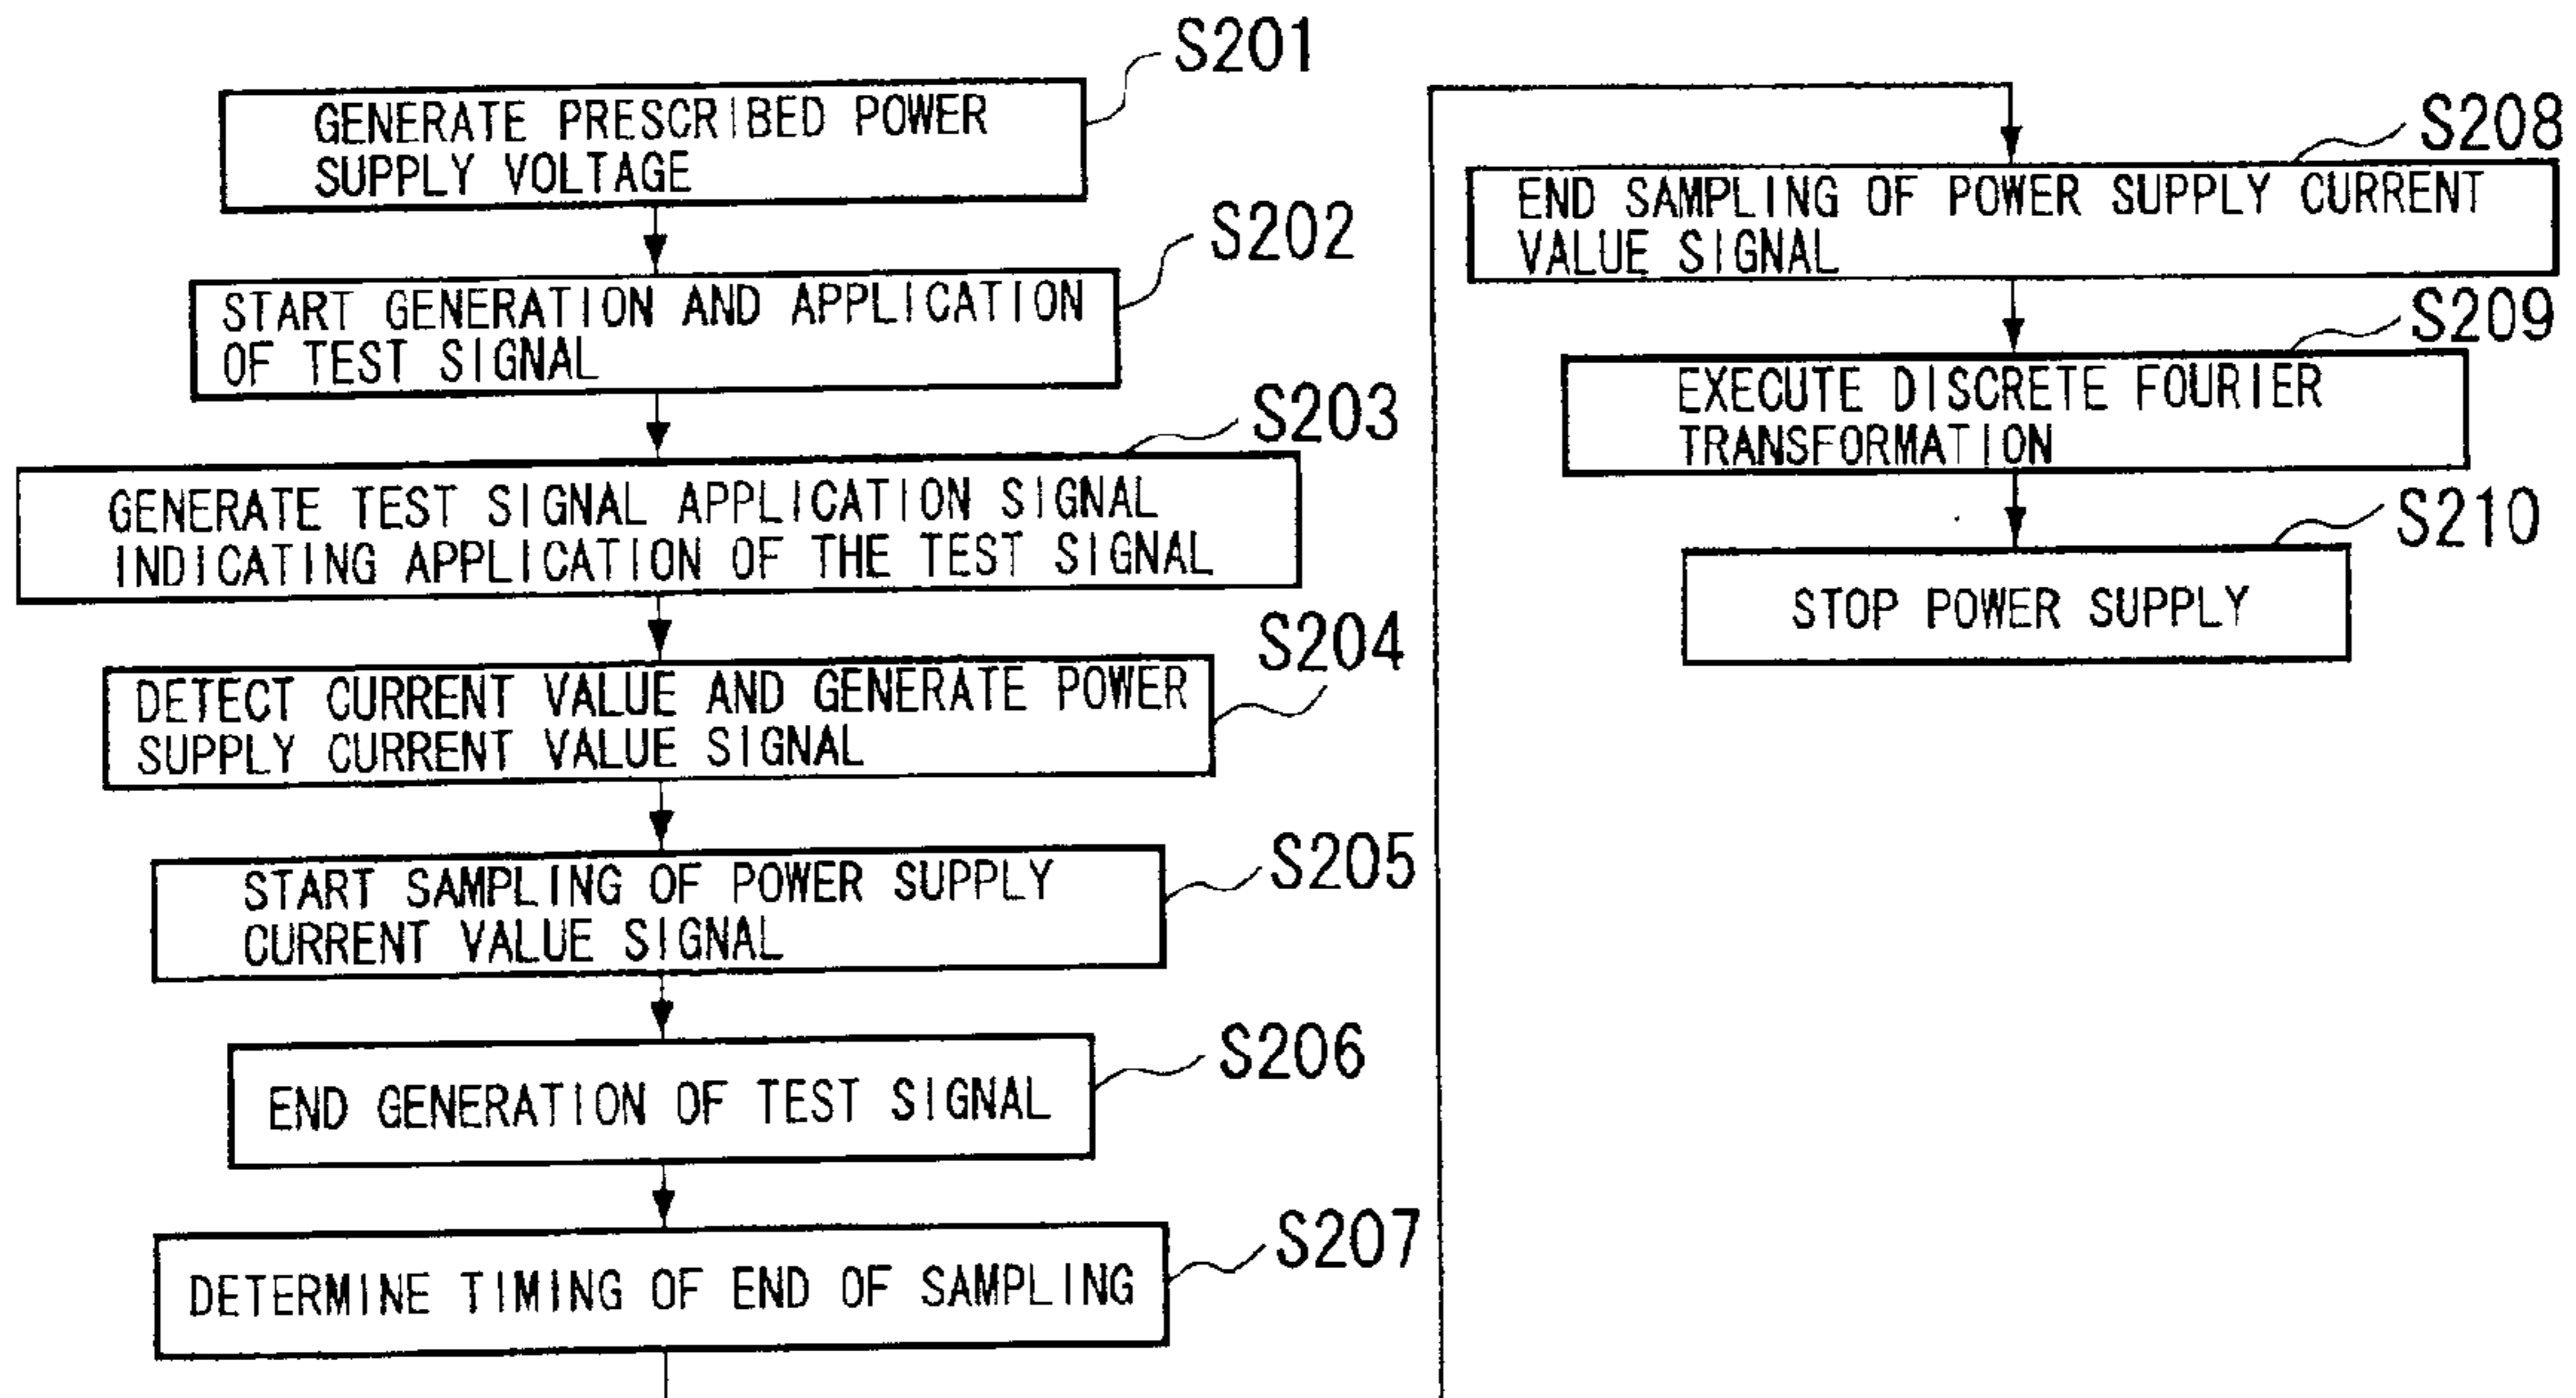 S201
GENERATE PRESCRIBED POWER
SUPPLY VOLTAGE
S202
START GENERATION AND APPLICATION
OF TEST SIGNAL
S203
GENERATE TEST SIGNAL APPLICATION SIGNAL
INDICATING APPLICATION OF THE TEST SIGNAL
S204
DETECT CURRENT VALUE AND GENERATE POWER
SUPPLY CURRENT VALUE SIGNAL
S205
START SAMPLING OF POWER SUPPLY
CURRENT VALUE SIGNAL
S206
END GENERATION OF TEST SIGNAL
S207
DETERMINE TIMING OF END OF SAMPLING
S208
END SAMPLING OF POWER SUPPLY CURRENT
VALUE SIGNAL
S209
EXECUTE DISCRETE FOURIER
TRANSFORMATION
S210
STOP POWER SUPPLY